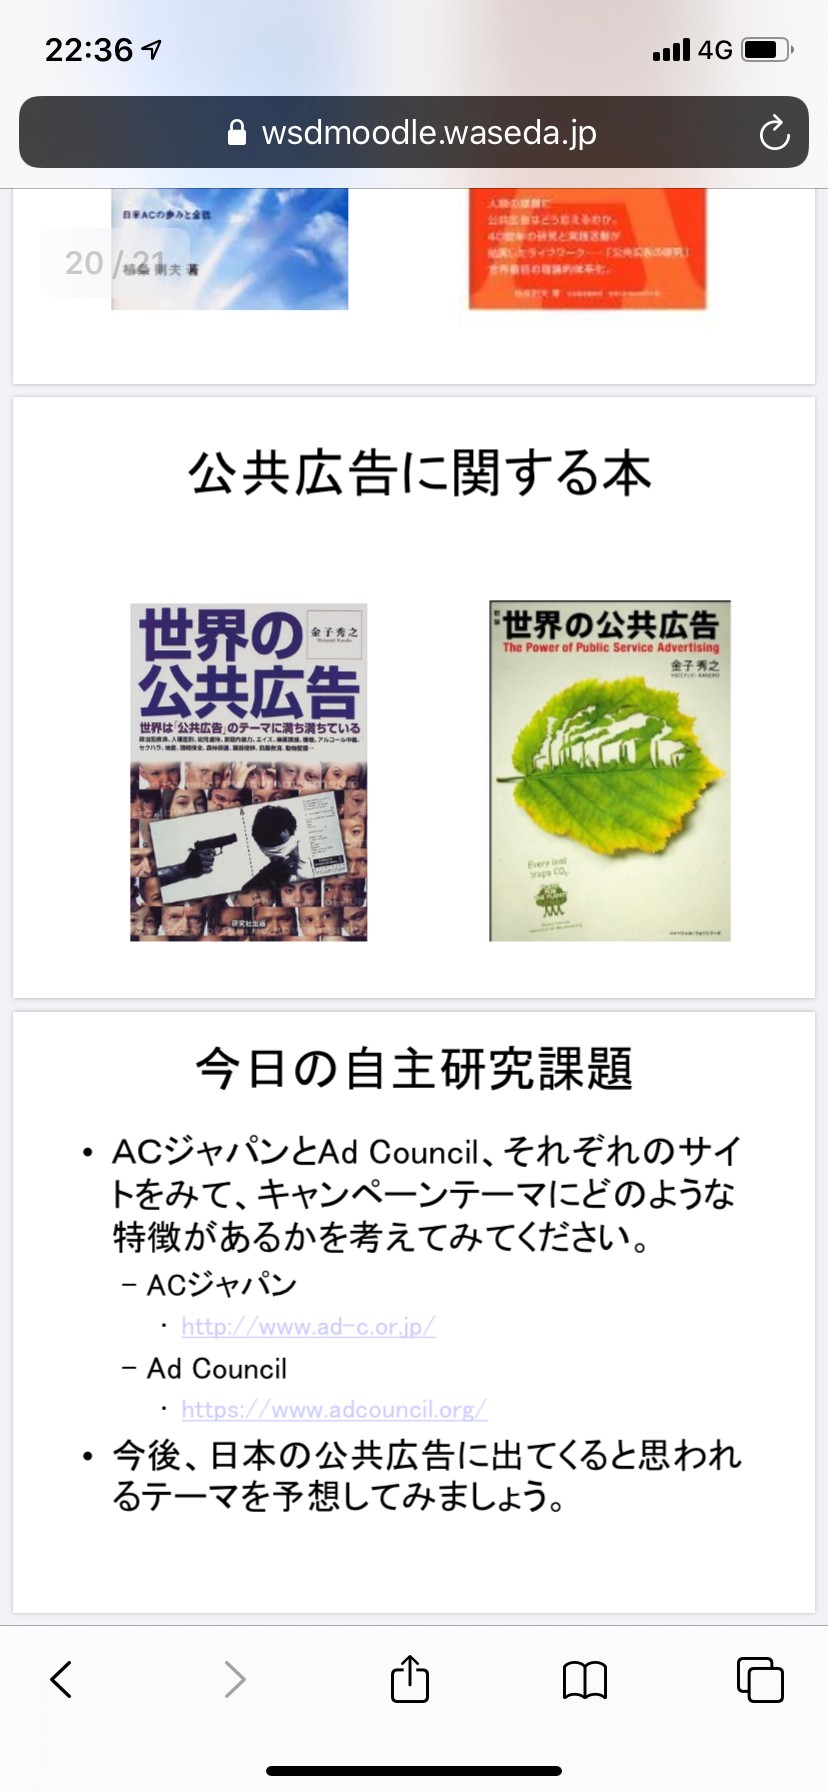 22:36
4G
wsdmoodle.waseda.jp
日米ACの歩みと全貌
20 / 21
植条 則夫 著
人類の課題に
公共広告はどう応えるのか。
40数年の研究と実践活動が
結実したライフワーク──「公共広告の研究」
世界最初の理論的体系化。
公共広告に関する本
世界の
金子秀之
公共広告
世界は「公共広告」のテーマに満ち満ちている
研究社出版
新版
世界の公共広告
The Power of Public Service Advertising
金子秀之
HIDEYUKI KANEKO
Every leaf
traps CO₂.
今日の自主研究課題
• ACジャパンとAd Council、それぞれのサイ
トをみて、キャンペーンテーマにどのような
特徴があるかを考えてみてください。
– ACジャパン
・ http://www.ad-c.or.jp/
– Ad Council
・ https://www.adcouncil.org/
• 今後、日本の公共広告に出てくると思われ
るテーマを予想してみましょう。